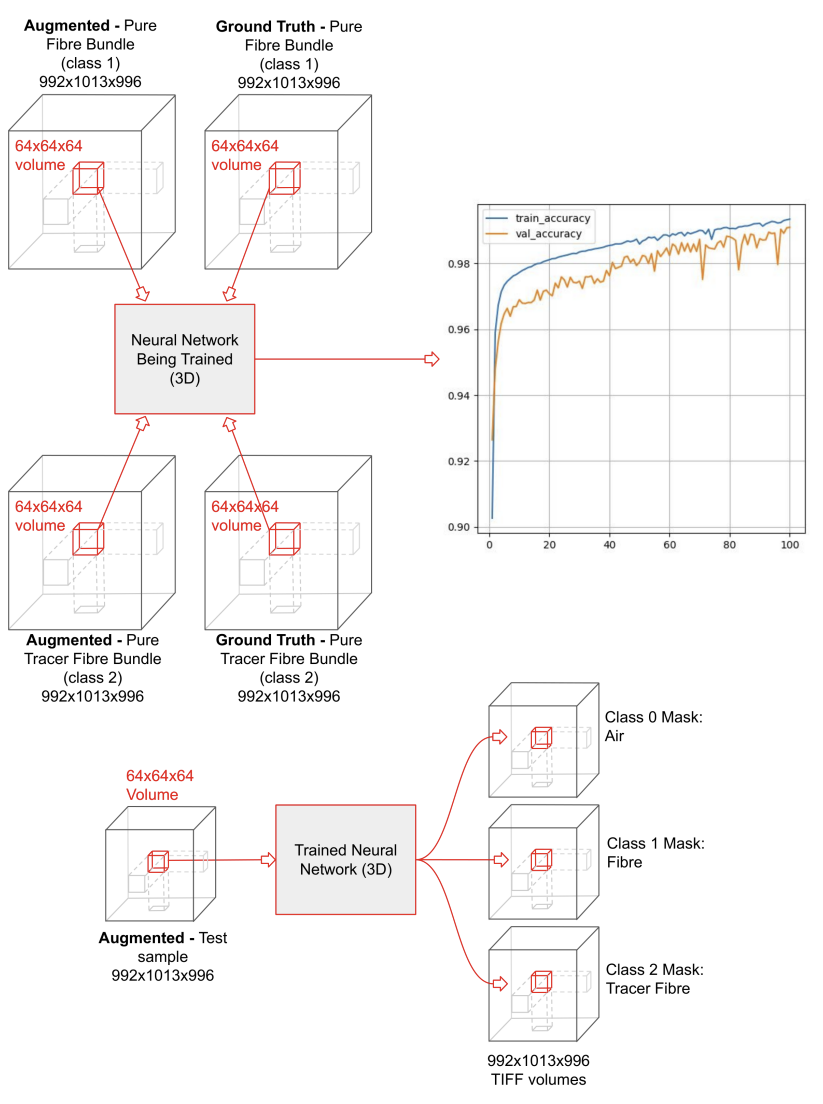 Augmented - Pure
Fibre Bundle
(class 1)
992x1013x996
Ground Truth - Pure
Fibre Bundle
(class 1)
992x1013x996
64x64x64
volume
64x64x64
volume
Neural Network
Being Trained
(3D)
train_accuracy
val_accuracy
0.98
0.96
0.94
0.92
0.90
0
20
40
60
80
100
64x64x64
volume
64x64x64
volume
Augmented - Pure
Tracer Fibre Bundle
(class 2)
992x1013x996
Ground Truth - Pure
Tracer Fibre Bundle
(class 2)
992x1013x996
64x64x64
Volume
Augmented - Test
sample
992x1013x996
Trained Neural
Network (3D)
Class 0 Mask:
Air
Class 1 Mask:
Fibre
Class 2 Mask:
Tracer Fibre
992x1013x996
TIFF volumes